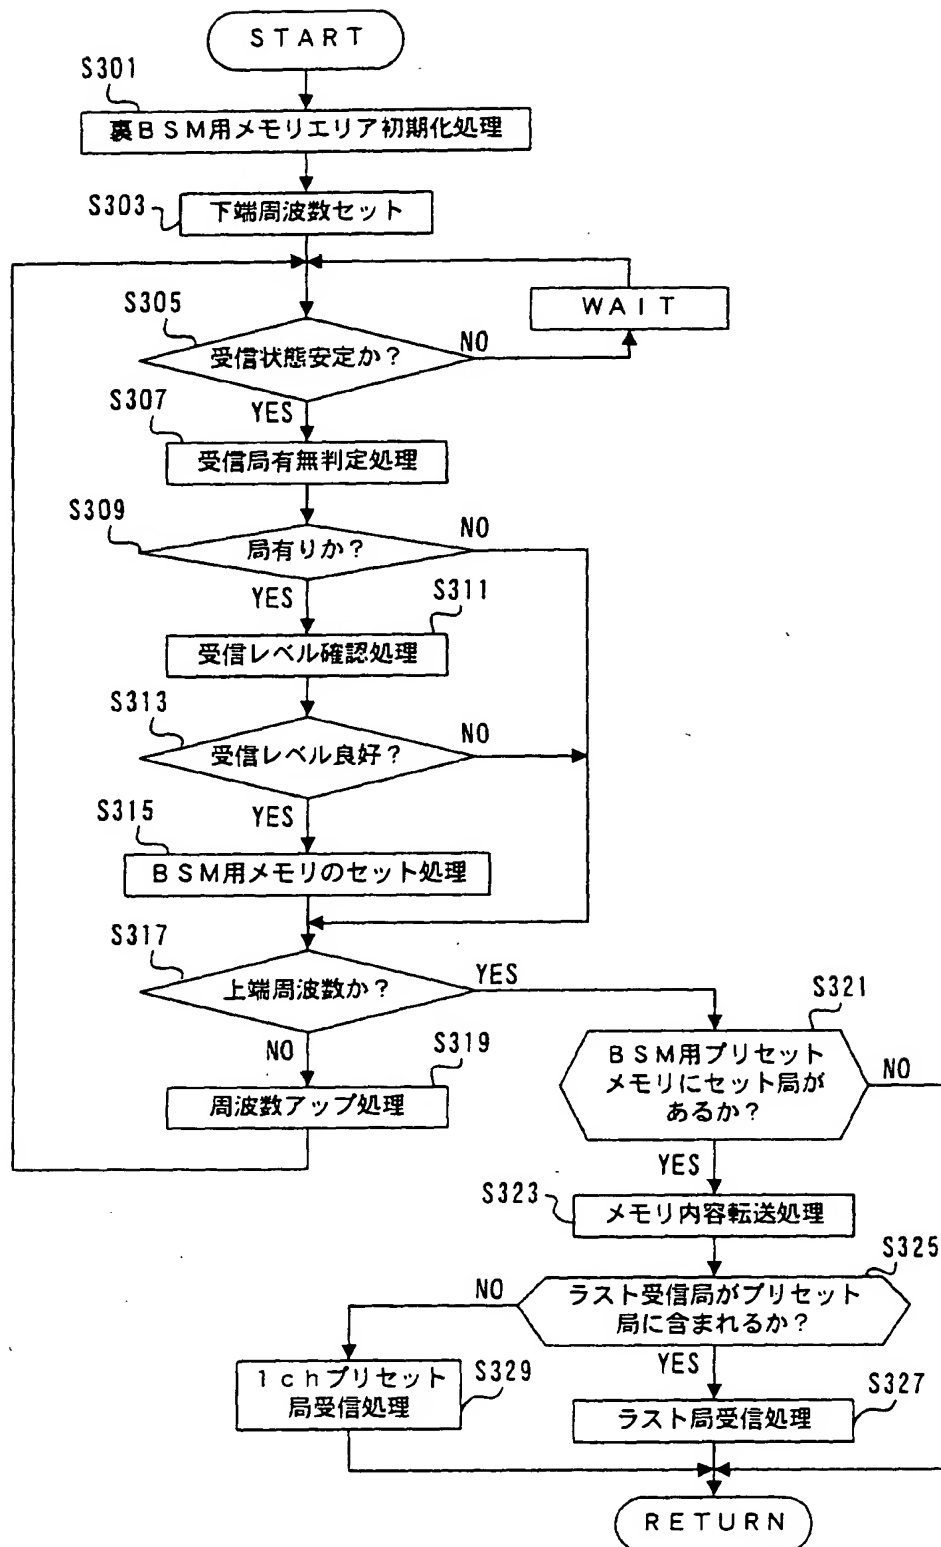 START
S301
裏BSM用メモリエリア初期化処理
S303
下端周波数セット
WAIT
S305
受信状態安定か?
NO
YES
S307
受信局有無判定処理
S309
局有りか?
NO
YES
S311
受信レベル確認処理
S313
受信レベル良好?
NO
YES
S315
BSM用メモリのセット処理
S317
上端周波数か?
YES
NO
S319
周波数アップ処理
S321
BSM用プリセット
メモリにセット局が
あるか?
NO
YES
S323
メモリ内容転送処理
S325
ラスト受信局がプリセット
局に含まれるか?
NO
YES
1chプリセット
局受信処理
S329
S327
ラスト局受信処理
RETURN